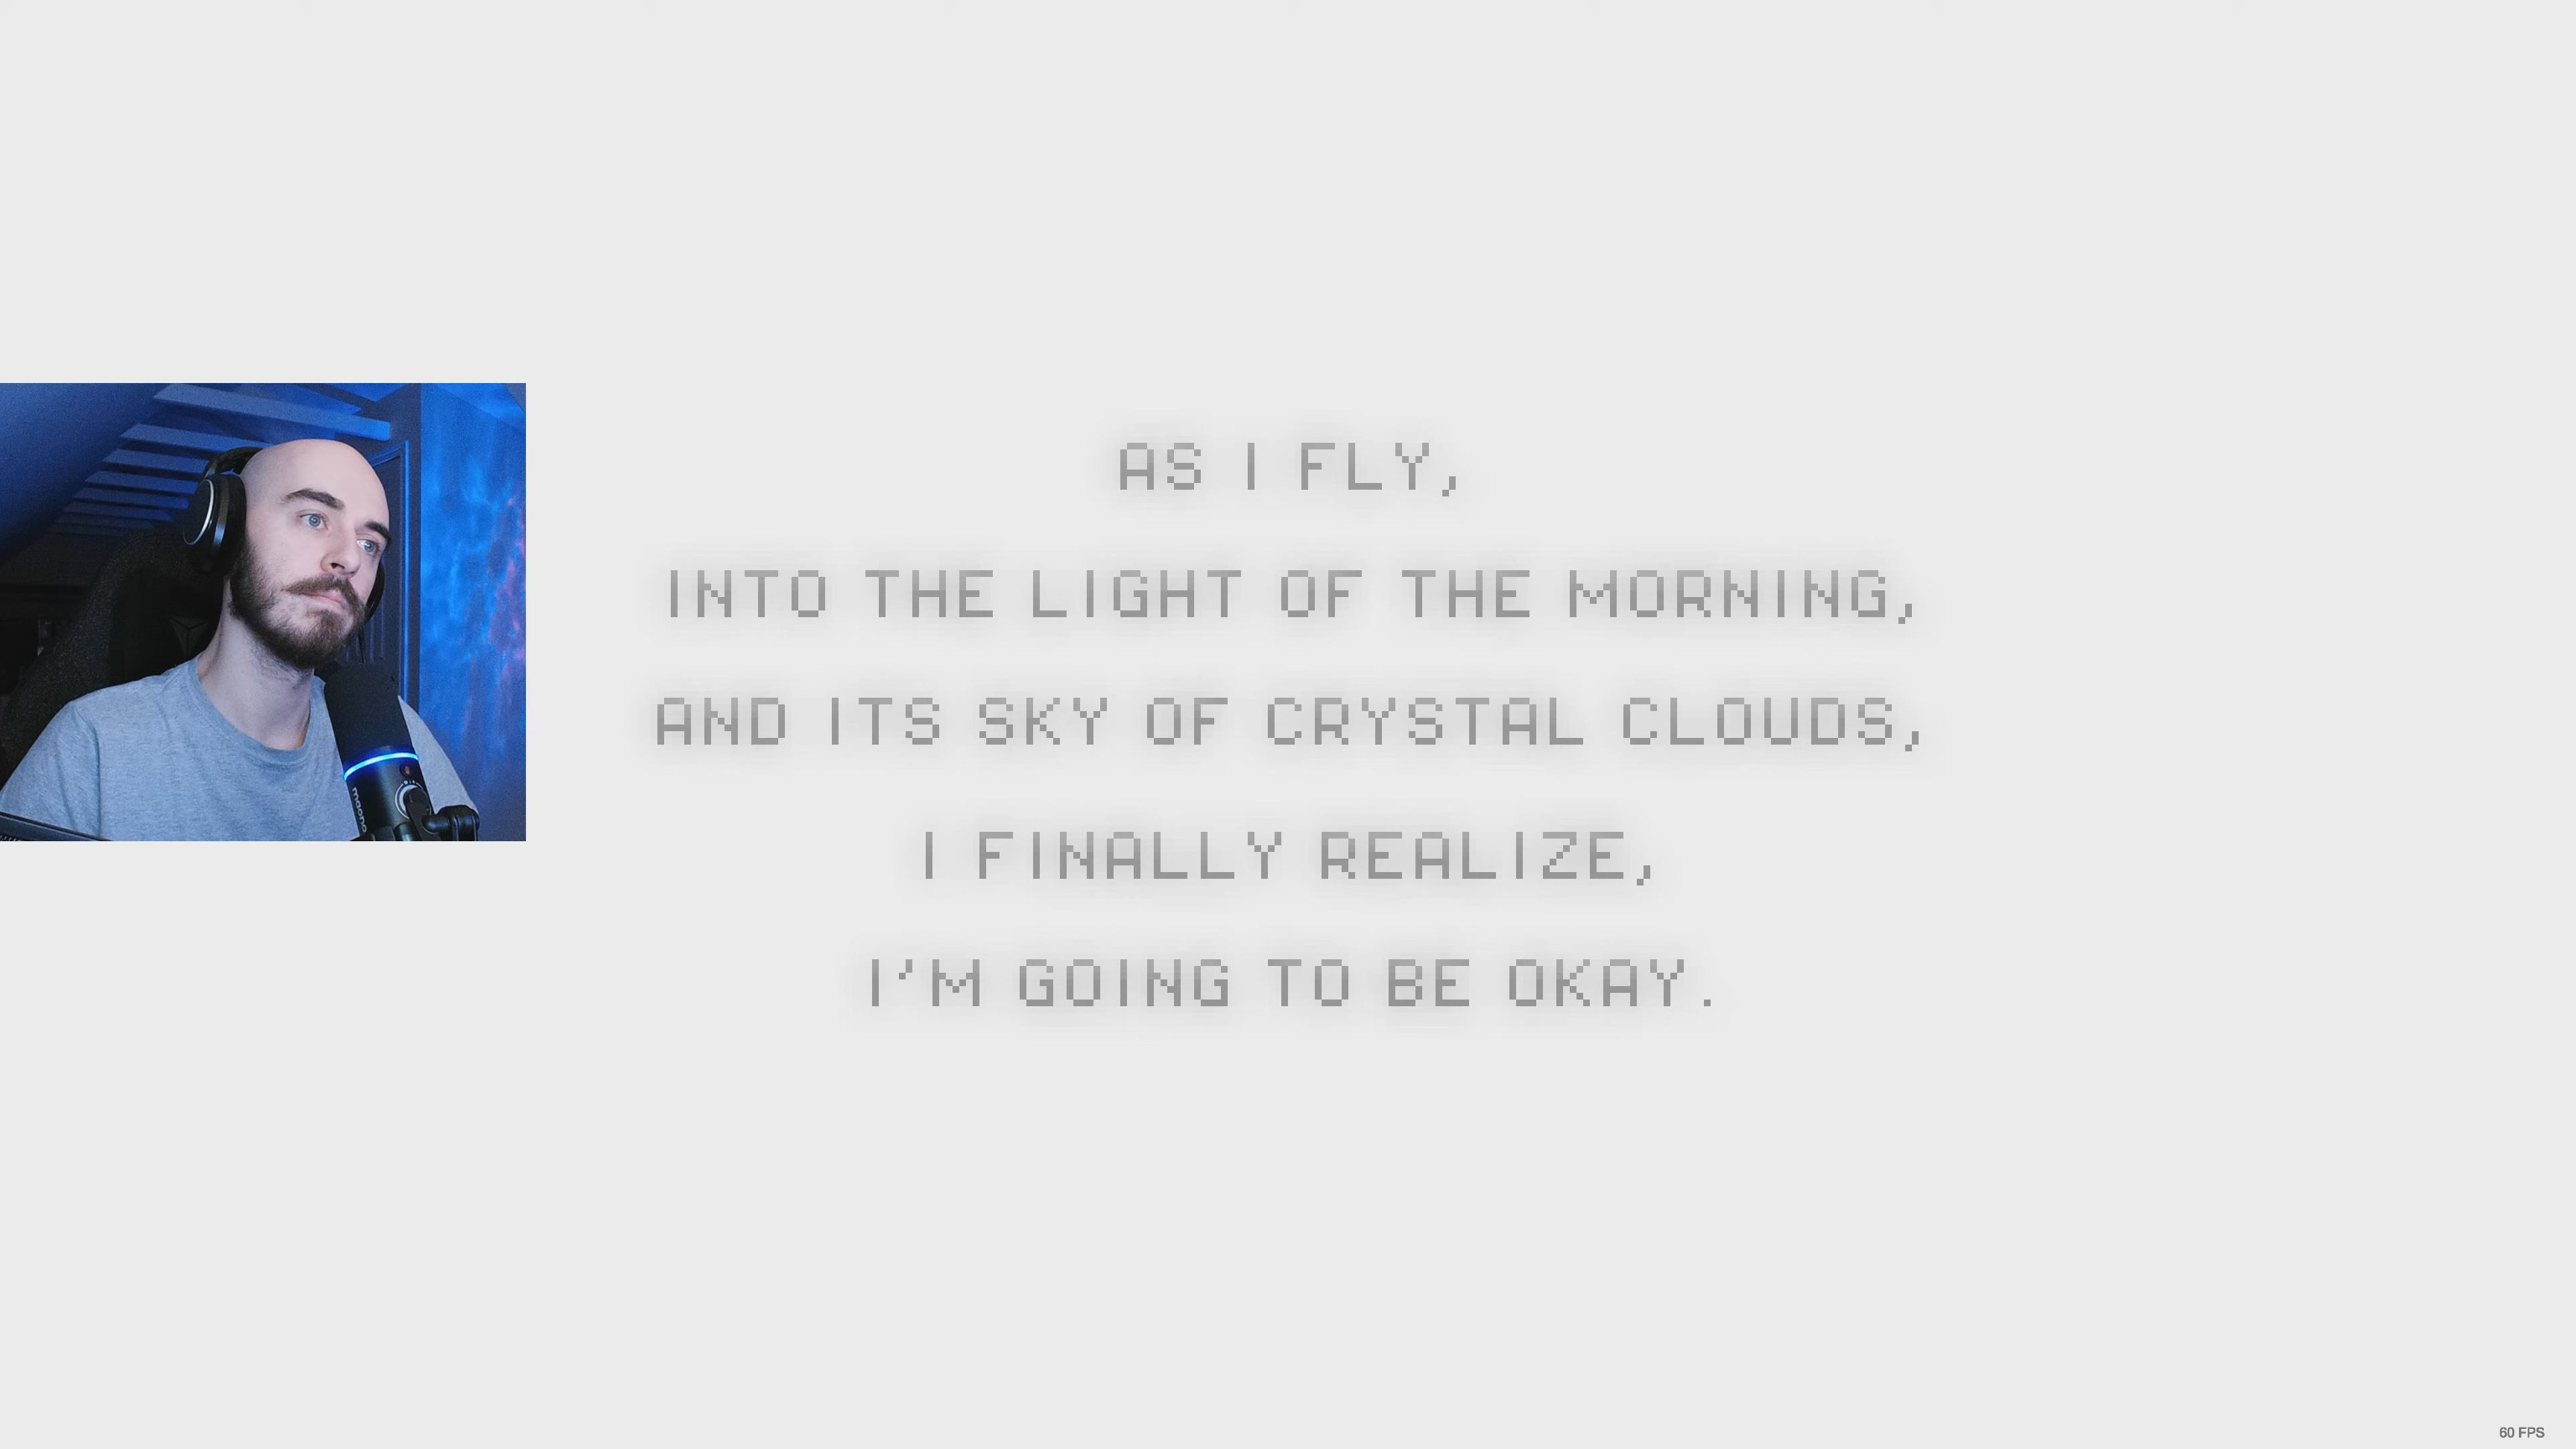 AS I FLY,
INTO THE LIGHT OF THE MORNING,
AND ITS SKY OF CRYSTAL CLOUDS,
I FINALLY REALIZE,
I'M GOING TO BE OKAY.
maono
60 FPS